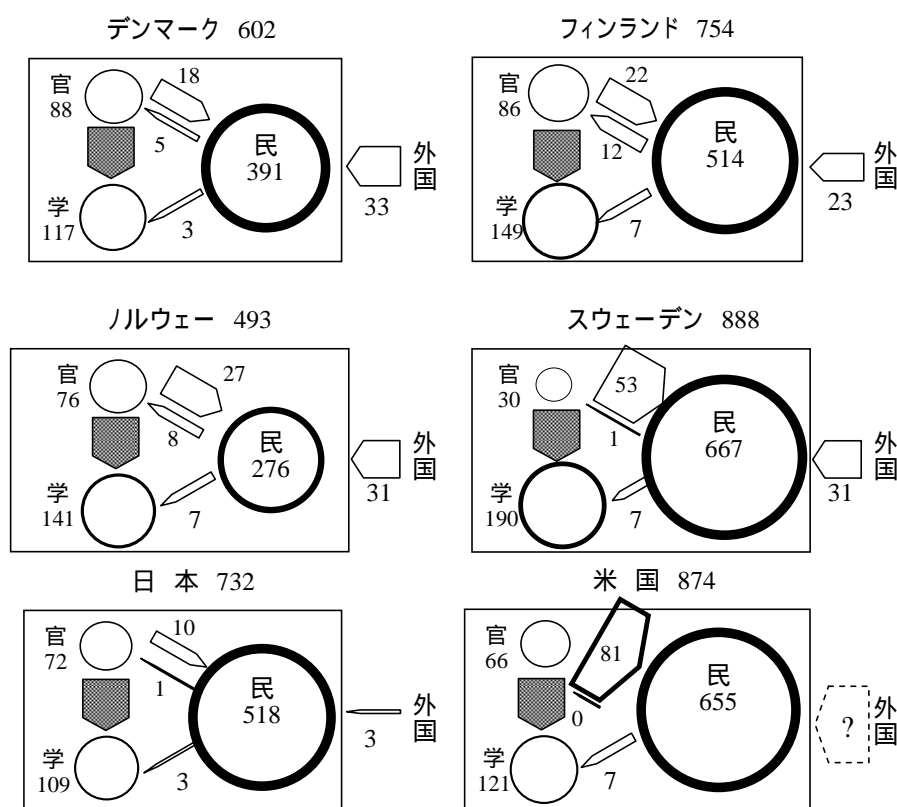 デンマーク 602
官
88
18
5
民
391
学
117
3
外国
33
フィンランド 754
官
86
22
12
民
514
学
149
7
外国
23
ノルウェー 493
官
76
27
8
民
276
学
141
7
外国
31
スウェーデン 888
官
30
53
1
民
667
学
190
7
外国
31
日 本 732
官
72
10
1
民
518
学
109
3
外国
3
米 国 874
官
66
81
0
民
655
学
121
7
外国
?